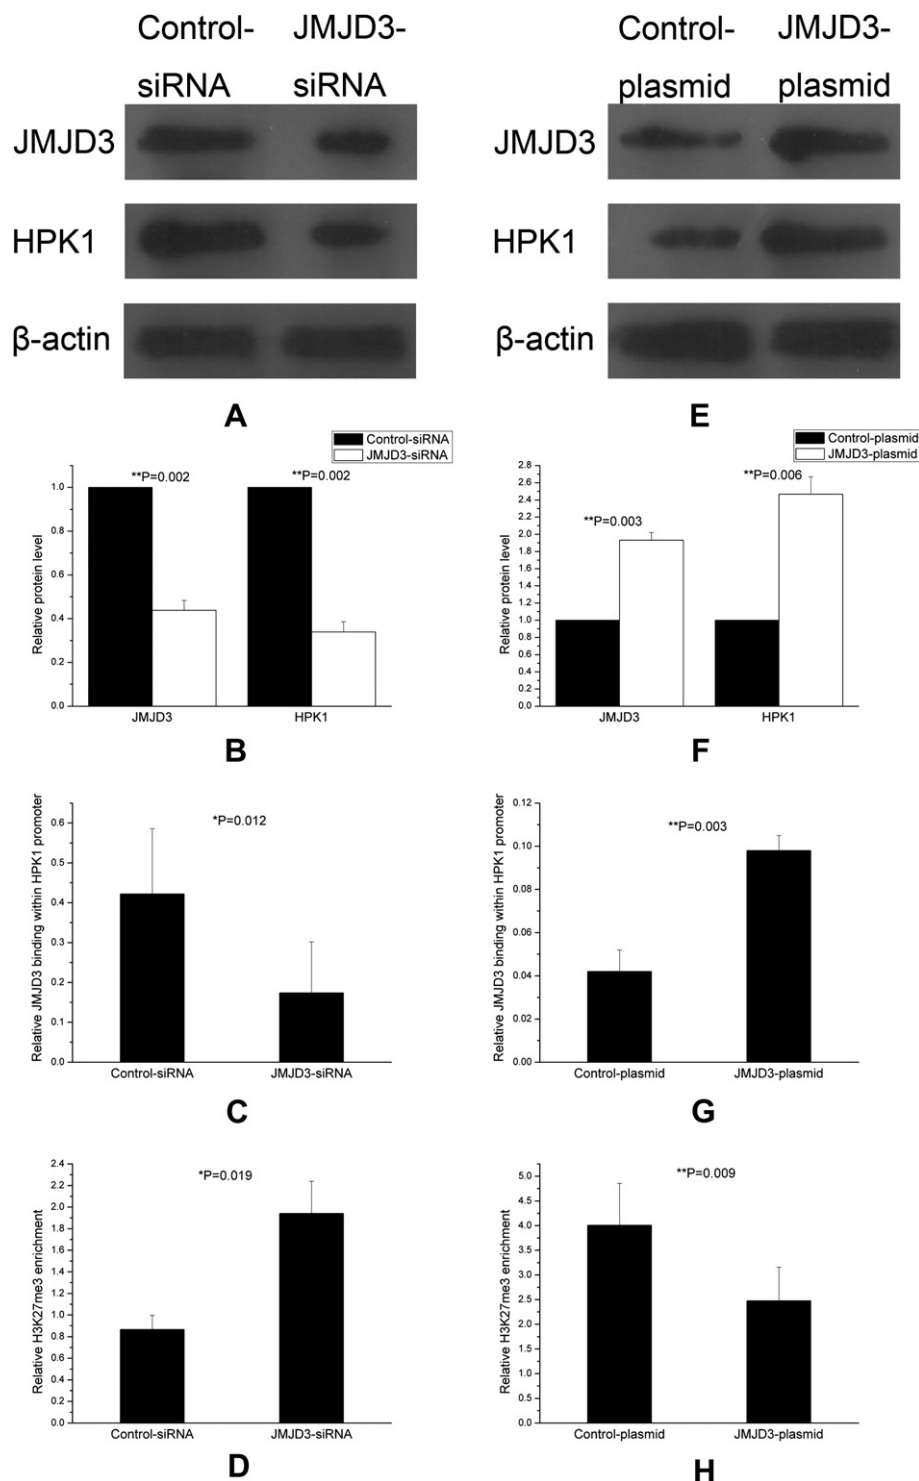 Control- JMJD3-
siRNA siRNA
JMJD3
HPK1
β-actin
A
Control- JMJD3-
plasmid plasmid
JMJD3
HPK1
β-actin
E
Control-siRNA
JMJD3-siRNA
Relative protein level
1.0
0.8
0.6
0.4
0.2
0.0
**P=0.002
**P=0.002
JMJD3 HPK1
B
Control-plasmid
JMJD3-plasmid
Relative protein level
2.8
2.6
2.4
2.2
2.0
1.8
1.6
1.4
1.2
1.0
0.8
0.6
0.4
0.2
0.0
**P=0.003
**P=0.006
JMJD3 HPK1
F
Relative JMJD3 binding within HPK1 promoter
0.6
0.5
0.4
0.3
0.2
0.1
0.0
*P=0.012
Control-siRNA JMJD3-siRNA
C
Relative JMJD3 binding within HPK1 promoter
0.12
0.10
0.08
0.06
0.04
0.02
0.00
**P=0.003
Control-plasmid JMJD3-plasmid
G
Relative H3K27me3 enrichment
2.4
2.2
2.0
1.8
1.6
1.4
1.2
1.0
0.8
0.6
0.4
0.2
0.0
*P=0.019
Control-siRNA JMJD3-siRNA
D
Relative H3K27me3 enrichment
5.0
4.5
4.0
3.5
3.0
2.5
2.0
1.5
1.0
0.5
0.0
**P=0.009
Control-plasmid JMJD3-plasmid
H